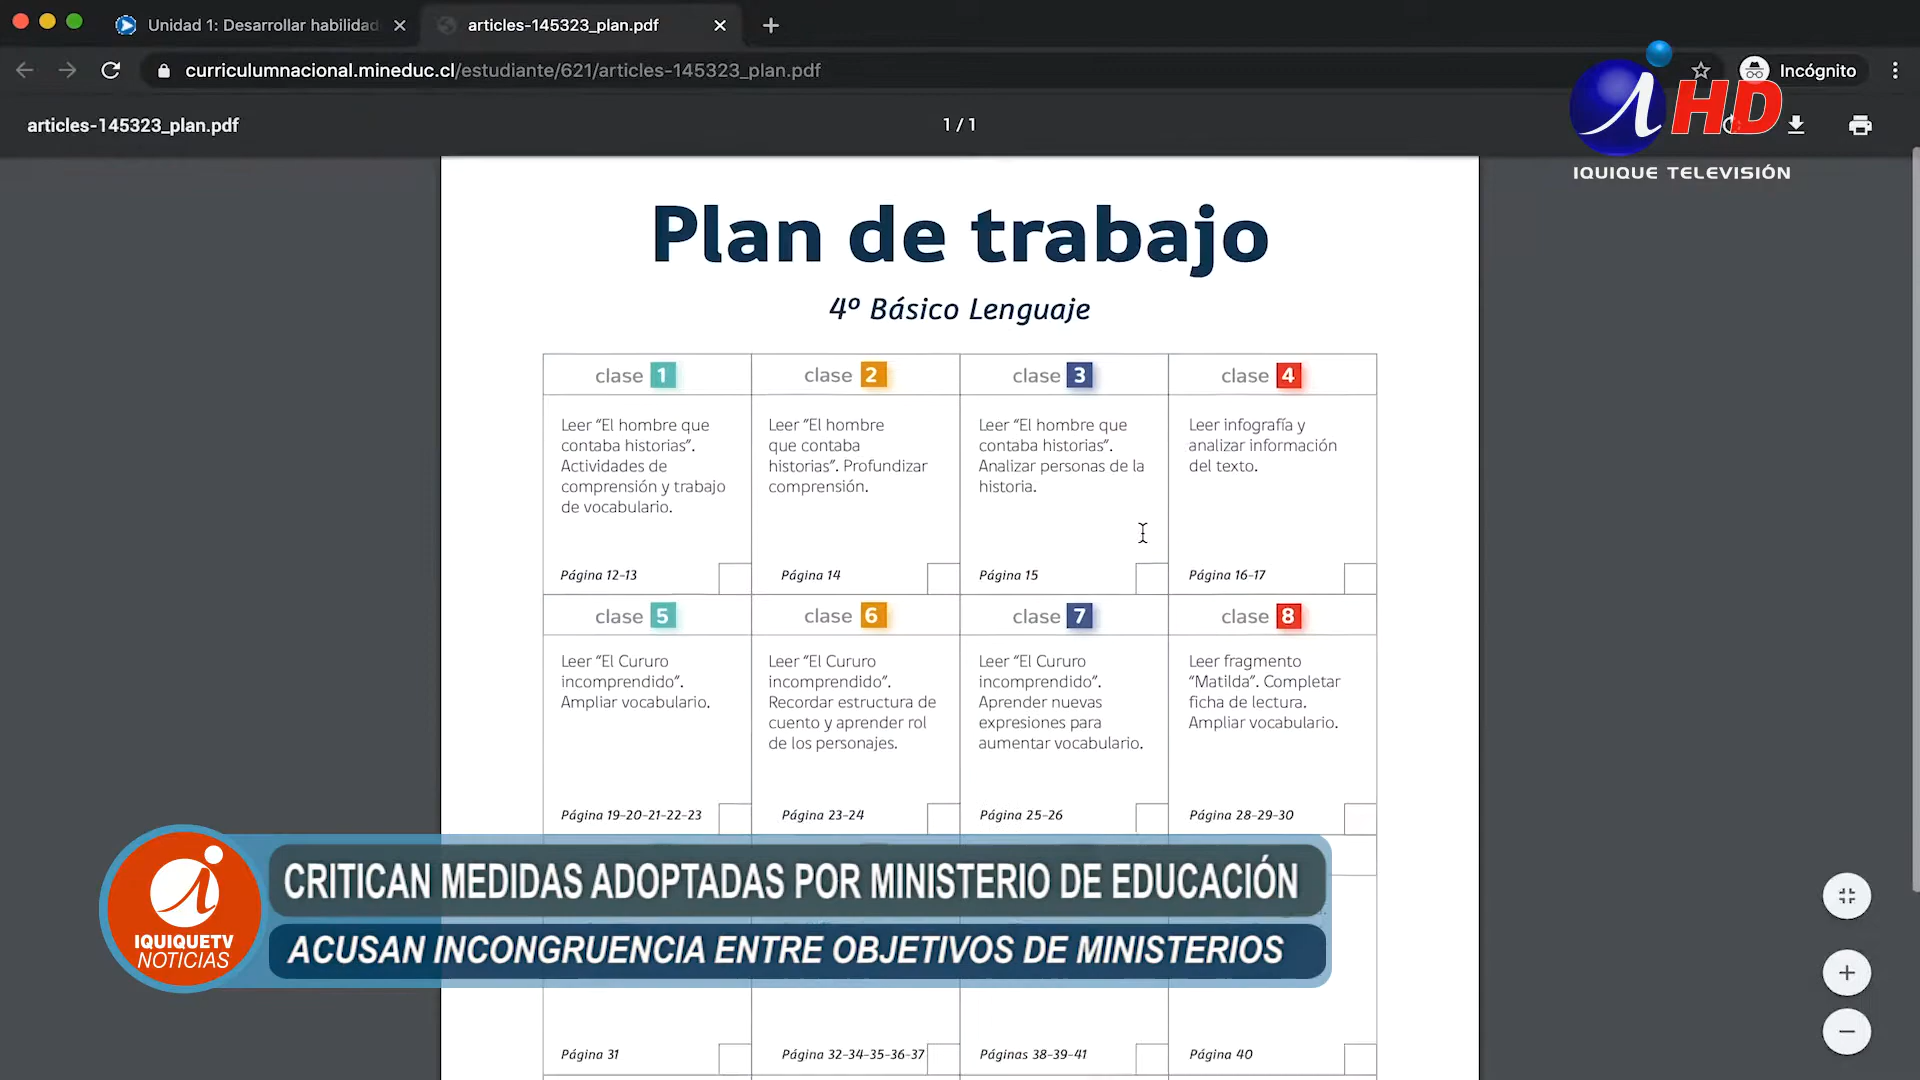 Unidad 1: Desarrollar habilidad
articles-145323_plan.pdf
curriculumnacional.mineduc.cl/estudiante/621/articles-145323_plan.pdf
Incógnito
articles-145323_plan.pdf
1 / 1
iHD
IQUIQUE TELEVISIÓN
Plan de trabajo
4º Básico Lenguaje
clase 1
clase 2
clase 3
clase 4
Leer “El hombre que
contaba historias”.
Actividades de
comprensión y trabajo
de vocabulario.
Página 12-13
Leer “El hombre
que contaba
historias”. Profundizar
comprensión.
Página 14
Leer “El hombre que
contaba historias”.
Analizar personas de la
historia.
Página 15
Leer infografía y
analizar información
del texto.
Página 16-17
clase 5
clase 6
clase 7
clase 8
Leer “El Cururo
incomprendido”.
Ampliar vocabulario.
Página 19-20-21-22-23
Leer “El Cururo
incomprendido”.
Recordar estructura de
cuento y aprender rol
de los personajes.
Página 23-24
Leer “El Cururo
incomprendido”.
Aprender nuevas
expresiones para
aumentar vocabulario.
Página 25-26
Leer fragmento
“Matilda”. Completar
ficha de lectura.
Ampliar vocabulario.
Página 28-29-30
CRITICAN MEDIDAS ADOPTADAS POR MINISTERIO DE EDUCACIÓN
ACUSAN INCONGRUENCIA ENTRE OBJETIVOS DE MINISTERIOS
IQUIQUETV
NOTICIAS
Página 31
Página 32-34-35-36-37
Páginas 38-39-41
Página 40